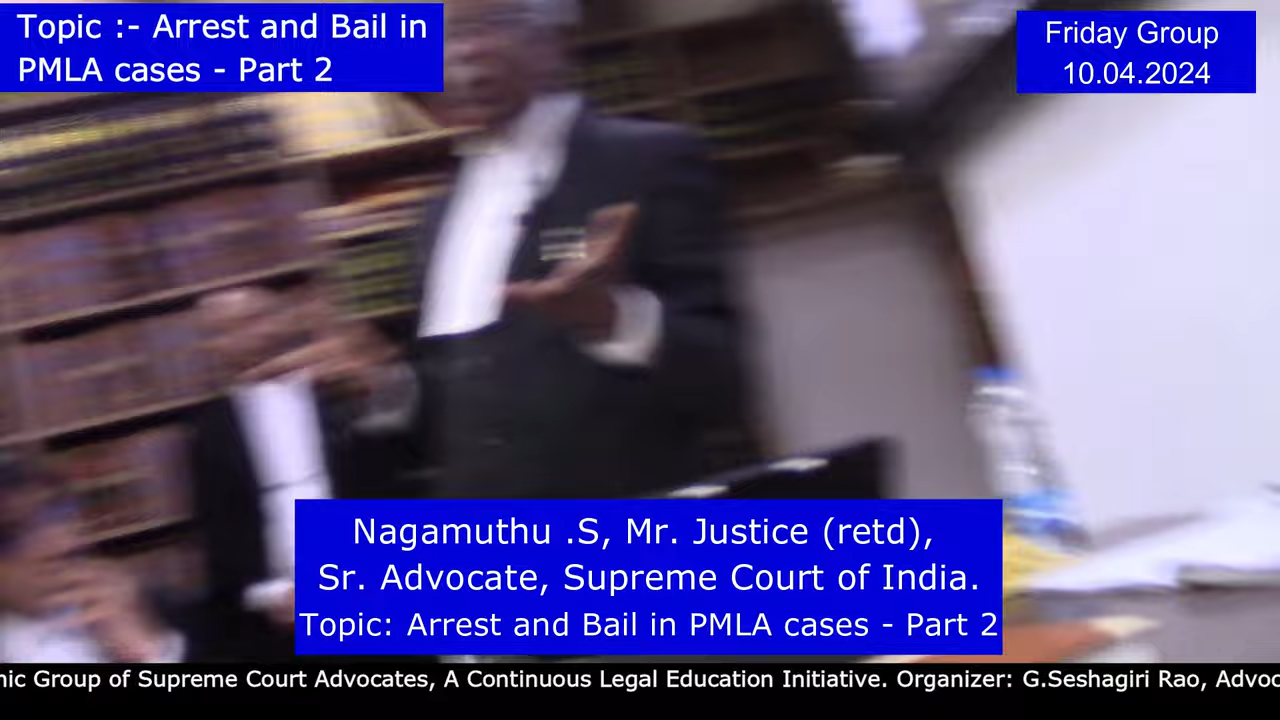 Topic :- Arrest and Bail in
PMLA cases - Part 2
Friday Group
10.04.2024
Nagamuthu .S, Mr. Justice (retd),
Sr. Advocate, Supreme Court of India.
Topic: Arrest and Bail in PMLA cases - Part 2
Group of Supreme Court Advocates, A Continuous Legal Education Initiative. Organizer: G.Seshagiri Rao,